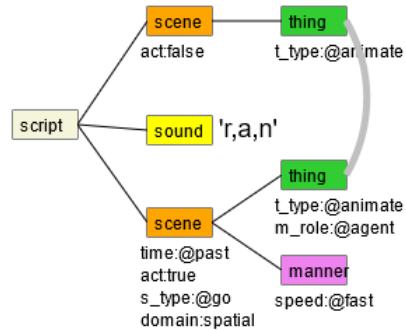 scene
thing
act:false
t_type:@animate
script
sound
'r,a,n'
thing
scene
t_type:@animate
m_role:@agent
time:@past
act:true
s_type:@go
domain:spatial
manner
speed:@fast